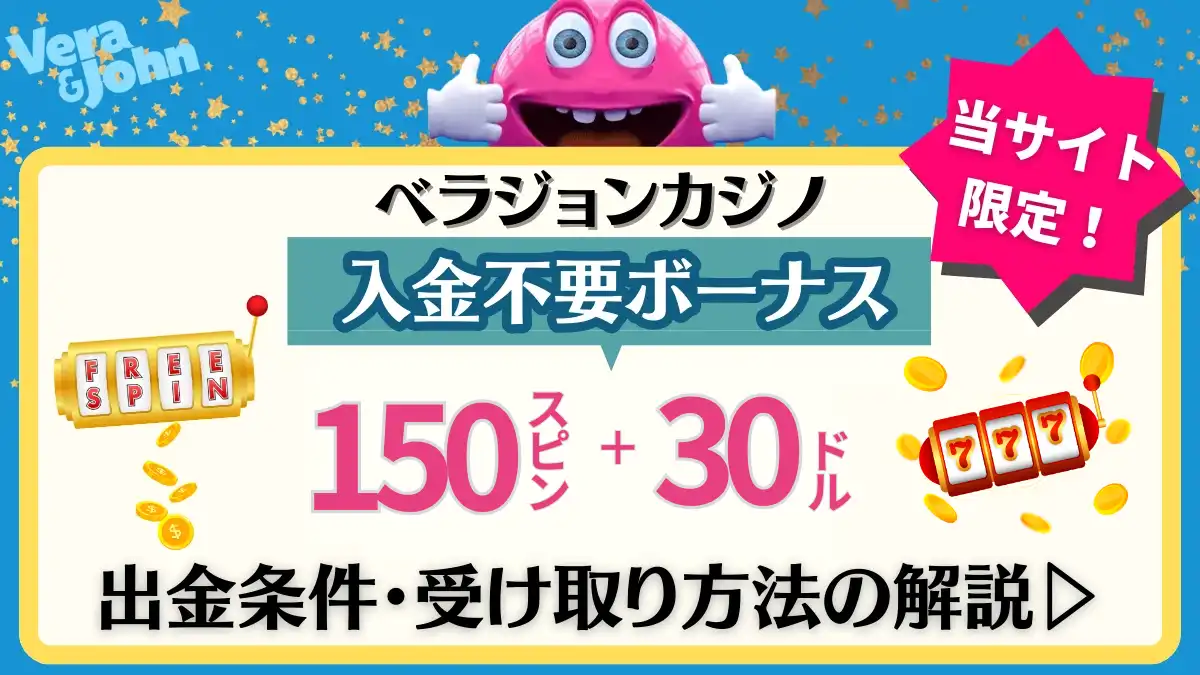 Vera
&John
当サイト
限定！
ベラジョンカジノ
入金不要ボーナス
FREE
SPIN
150スピン + 30ドル
777
出金条件・受け取り方法の解説▷